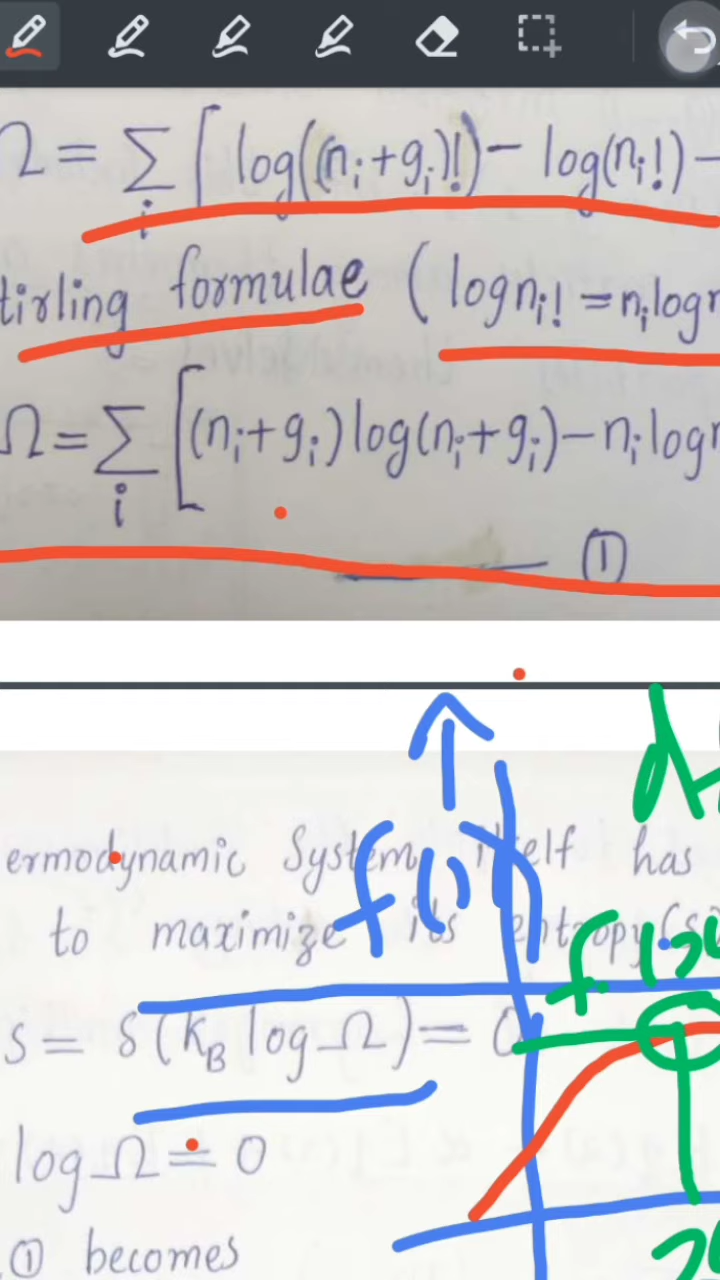 Ω = Σ i [ log((nᵢ+gᵢ)!) − log(nᵢ!) −
tirling formulae ( log nᵢ! = nᵢ log n
Ω = Σ i [ (nᵢ+gᵢ) log(nᵢ+gᵢ) − nᵢ log n
①
ermodynamic System itself has
to maximize its entropy(s)
f()
f(x
s = δ(K_B log Ω) = 0
log Ω = 0
① becomes